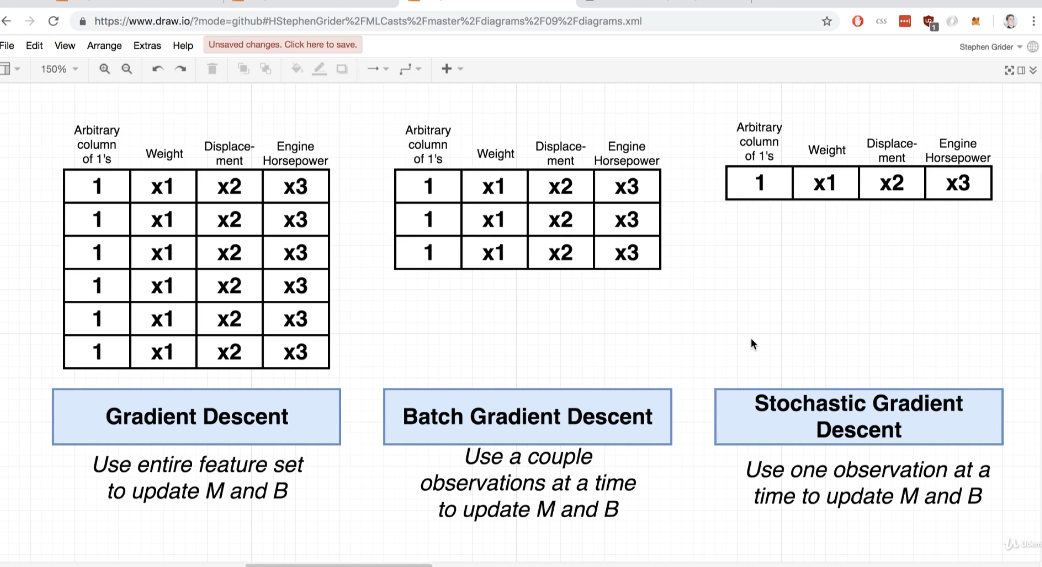 https://www.draw.io/?mode=github#HStephenGrider%2FMLCasts%2Fmaster%2Fdiagrams%2F09%2Fdiagrams.xml
css
1
File Edit View Arrange Extras Help Unsaved changes. Click here to save.
Stephen Grider
150%
Arbitrary
column
of 1's
Weight
Displace-
ment
Engine
Horsepower
1 x1 x2 x3
1 x1 x2 x3
1 x1 x2 x3
1 x1 x2 x3
1 x1 x2 x3
1 x1 x2 x3
Gradient Descent
Use entire feature set
to update M and B
Arbitrary
column
of 1's
Weight
Displace-
ment
Engine
Horsepower
1 x1 x2 x3
1 x1 x2 x3
1 x1 x2 x3
Batch Gradient Descent
Use a couple
observations at a time
to update M and B
Arbitrary
column
of 1's
Weight
Displace-
ment
Engine
Horsepower
1 x1 x2 x3
Stochastic Gradient
Descent
Use one observation at a
time to update M and B